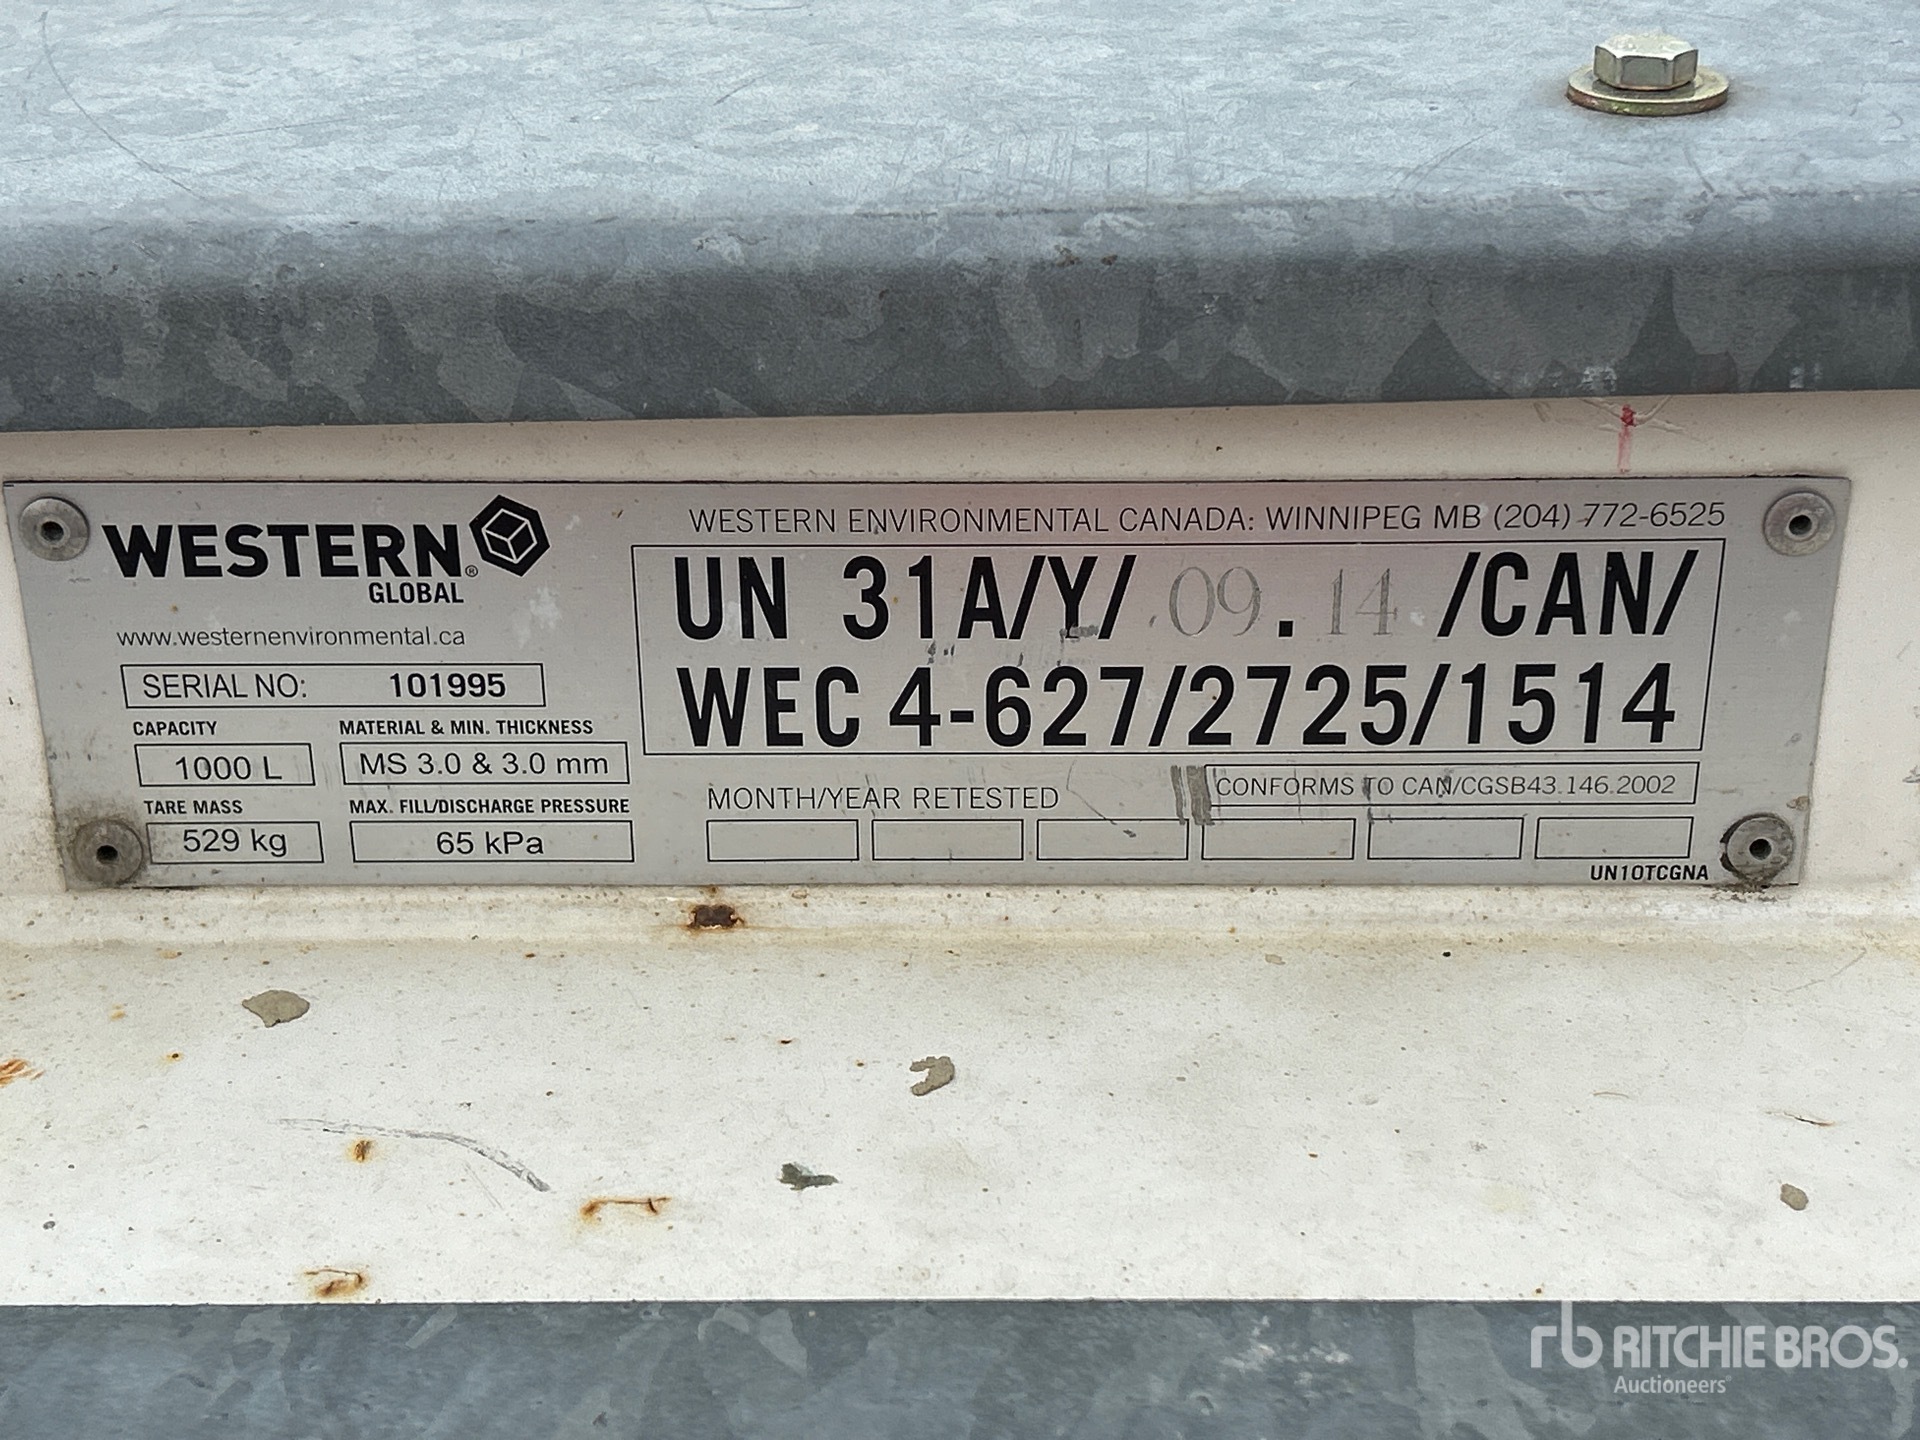 WESTERN®
GLOBAL
www.westernenvironmental.ca
SERIAL NO: 101995
CAPACITY
1000 L
MATERIAL & MIN. THICKNESS
MS 3.0 & 3.0 mm
TARE MASS
529 kg
MAX. FILL/DISCHARGE PRESSURE
65 kPa
WESTERN ENVIRONMENTAL CANADA: WINNIPEG MB (204) 772-6525
UN 31A/Y/ 09 . 14 /CAN/
WEC 4-627/2725/1514
MONTH/YEAR RETESTED
CONFORMS TO CAN/CGSB43.146.2002
UN10TCGNA
rb RITCHIE BROS.
Auctioneers